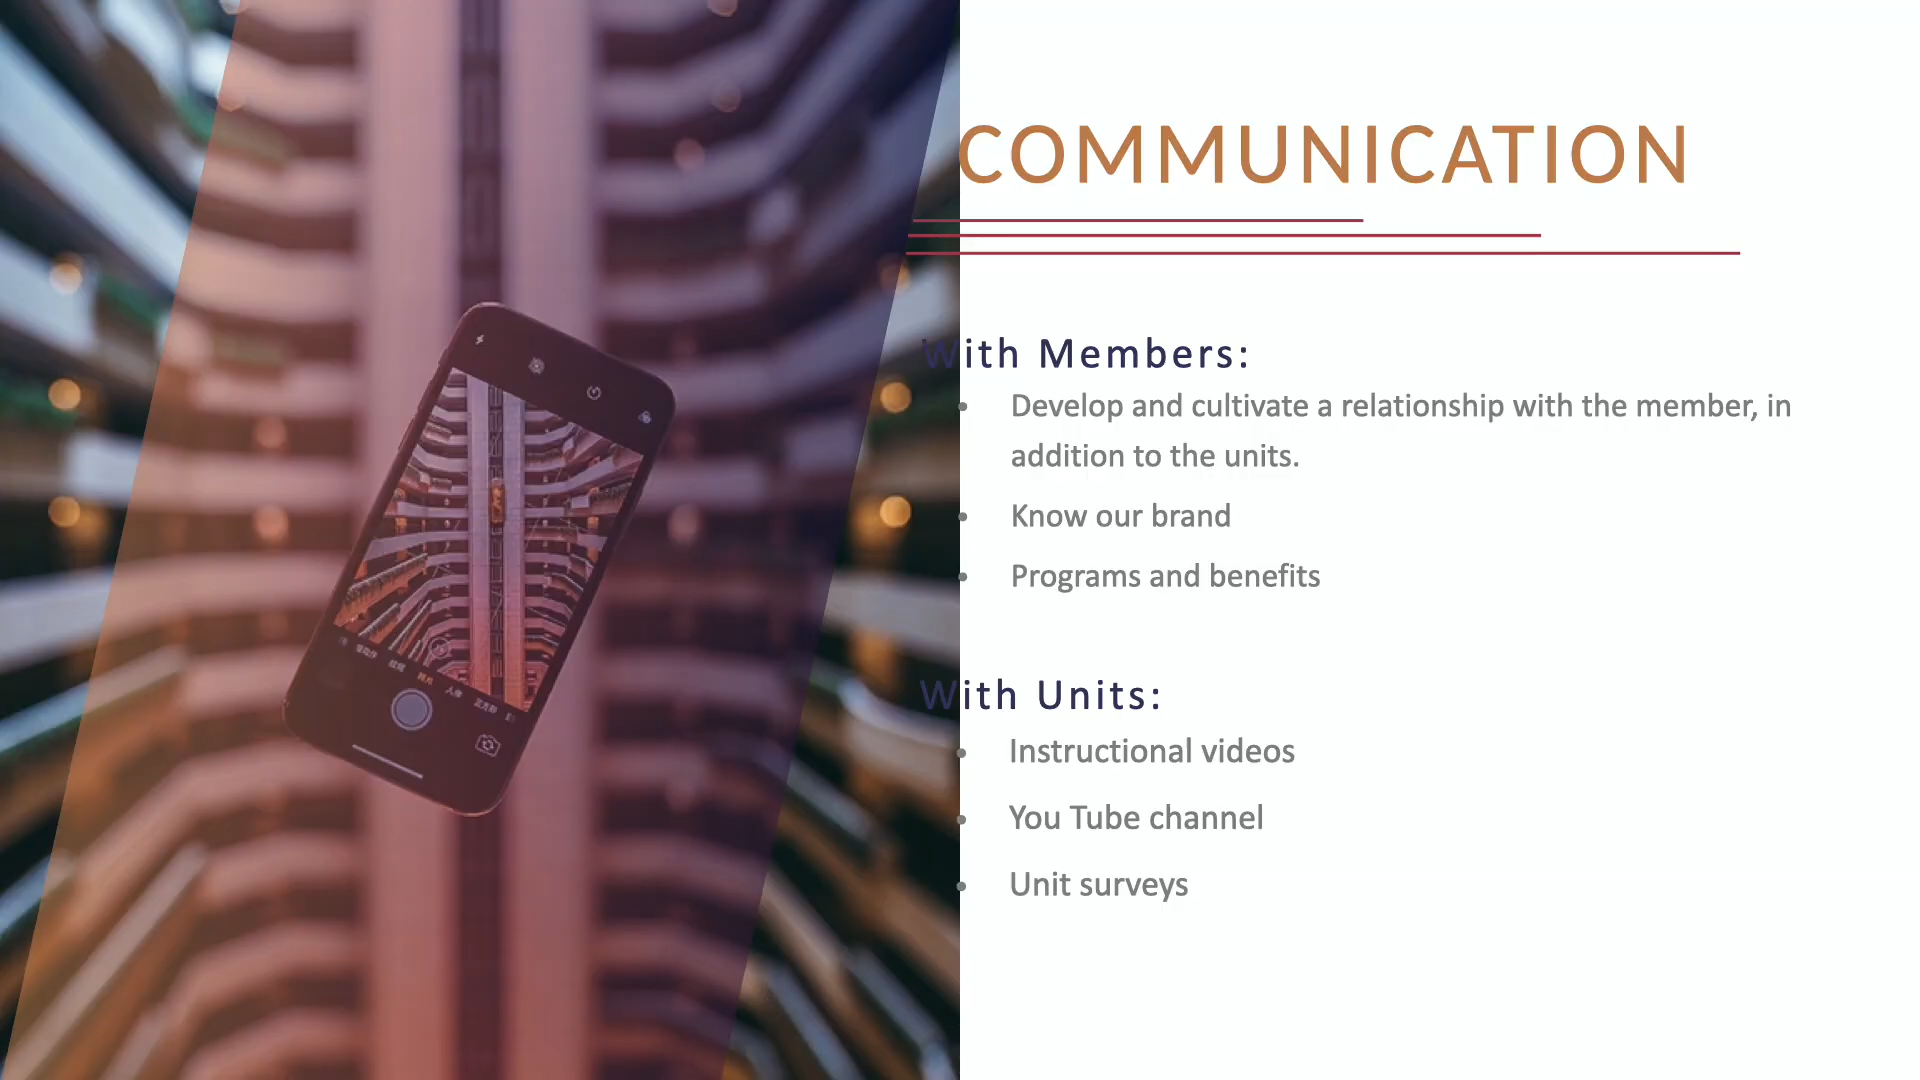 COMMUNICATION
With Members:
• Develop and cultivate a relationship with the member, in
addition to the units.
• Know our brand
• Programs and benefits
With Units:
• Instructional videos
• You Tube channel
• Unit surveys